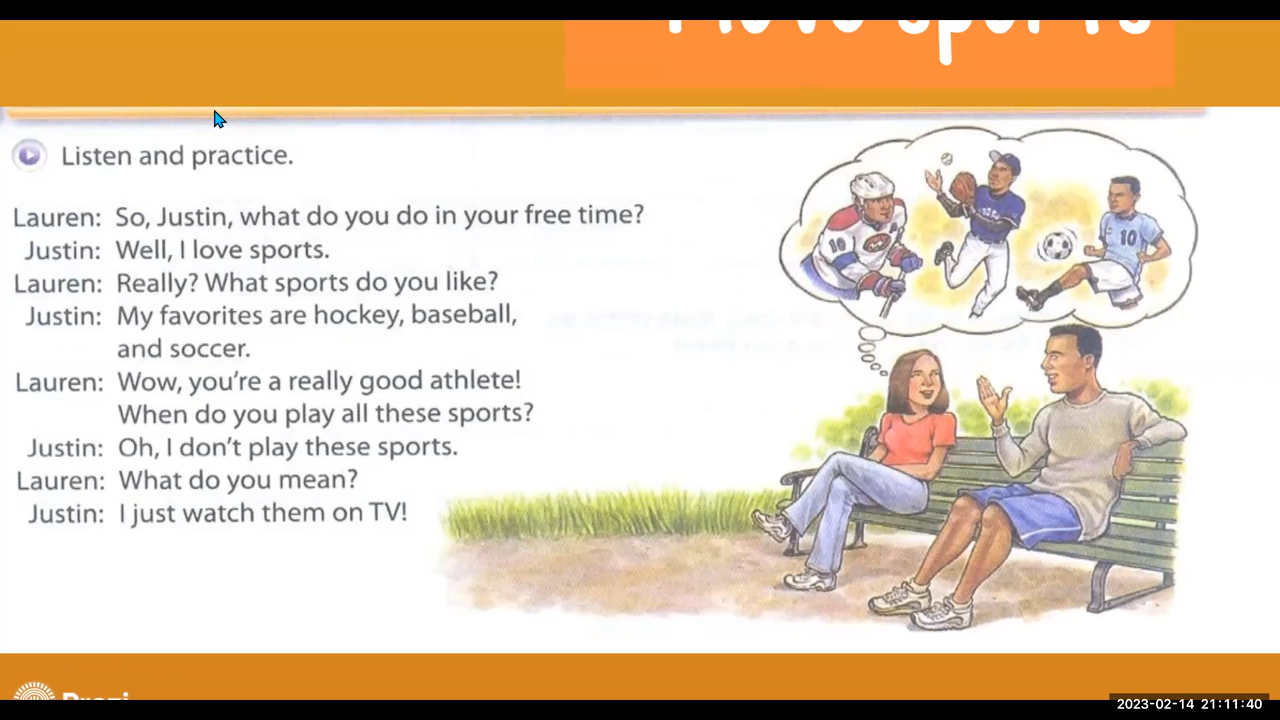 I love sports
Listen and practice.
Lauren: So, Justin, what do you do in your free time?
Justin: Well, I love sports.
Lauren: Really? What sports do you like?
Justin: My favorites are hockey, baseball,
and soccer.
Lauren: Wow, you're a really good athlete!
When do you play all these sports?
Justin: Oh, I don't play these sports.
Lauren: What do you mean?
Justin: I just watch them on TV!
10
10
Prezi
2023-02-14 21:11:40